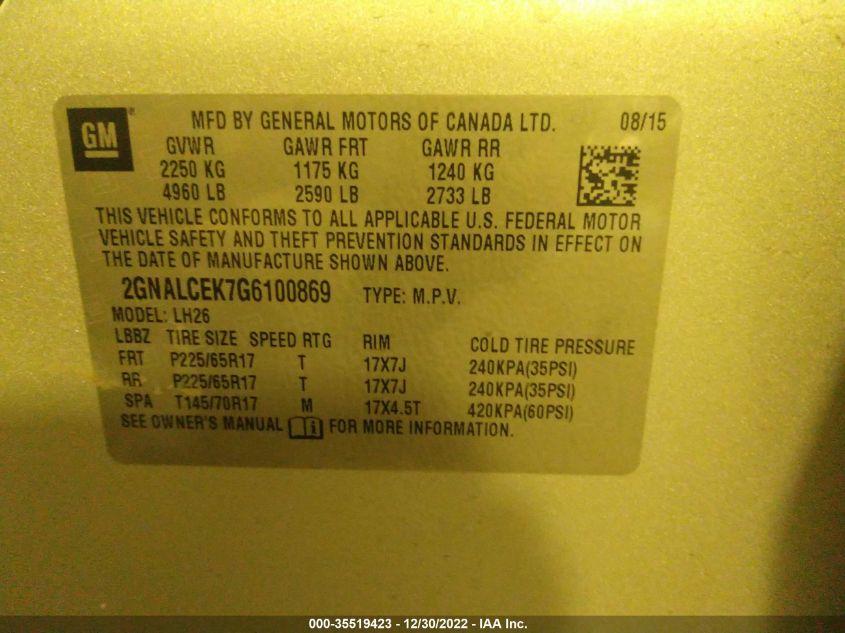 GM ® MFD BY GENERAL MOTORS OF CANADA LTD. 08/15
GVWR GAWR FRT GAWR RR
2250 KG 1175 KG 1240 KG
4960 LB 2590 LB 2733 LB
THIS VEHICLE CONFORMS TO ALL APPLICABLE U.S. FEDERAL MOTOR
VEHICLE SAFETY AND THEFT PREVENTION STANDARDS IN EFFECT ON
THE DATE OF MANUFACTURE SHOWN ABOVE.
2GNALCEK7G6100869 TYPE: M.P.V.
MODEL: LH26
LBBZ TIRE SIZE SPEED RTG RIM COLD TIRE PRESSURE
FRT P225/65R17 T 17X7J 240KPA(35PSI)
RR P225/65R17 T 17X7J 240KPA(35PSI)
SPA T145/70R17 M 17X4.5T 420KPA(60PSI)
SEE OWNER'S MANUAL i FOR MORE INFORMATION.
000-35519423 - 12/30/2022 - IAA Inc.